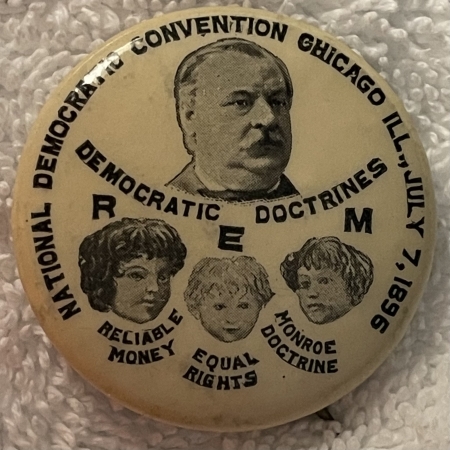 NATIONAL DEMOCRATIC CONVENTION CHICAGO ILL., JULY 7, 1896
DEMOCRATIC DOCTRINES
R E M
RELIABLE
MONEY
EQUAL
RIGHTS
MONROE
DOCTRINE